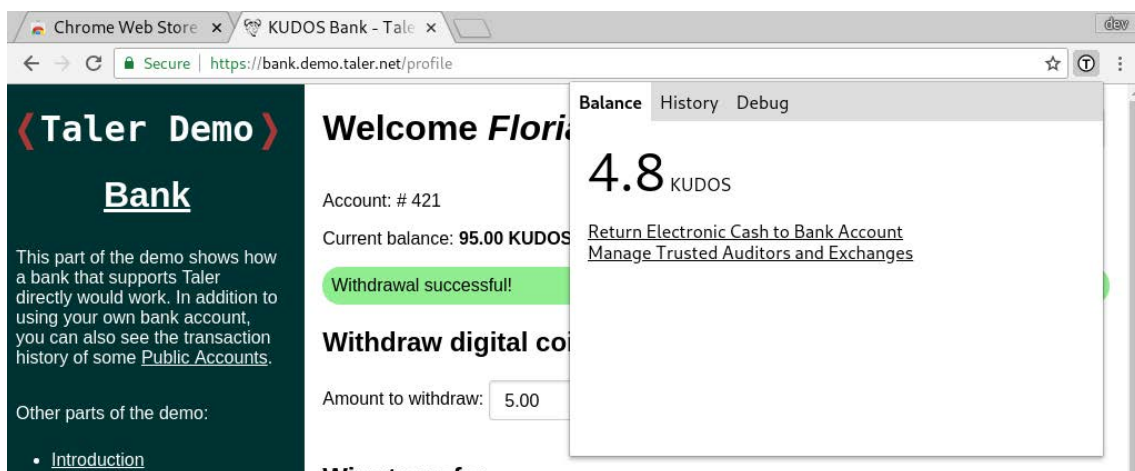 Chrome Web Store
KUDOS Bank - Tale
dev
Secure | https://bank.demo.taler.net/profile
❬Taler Demo❭
Bank
This part of the demo shows how
a bank that supports Taler
directly would work. In addition to
using your own bank account,
you can also see the transaction
history of some Public Accounts.
Other parts of the demo:
• Introduction
Welcome Floria
Account: # 421
Current balance: 95.00 KUDOS
Withdrawal successful!
Withdraw digital coi
Amount to withdraw: 5.00
Balance History Debug
4.8 KUDOS
Return Electronic Cash to Bank Account
Manage Trusted Auditors and Exchanges